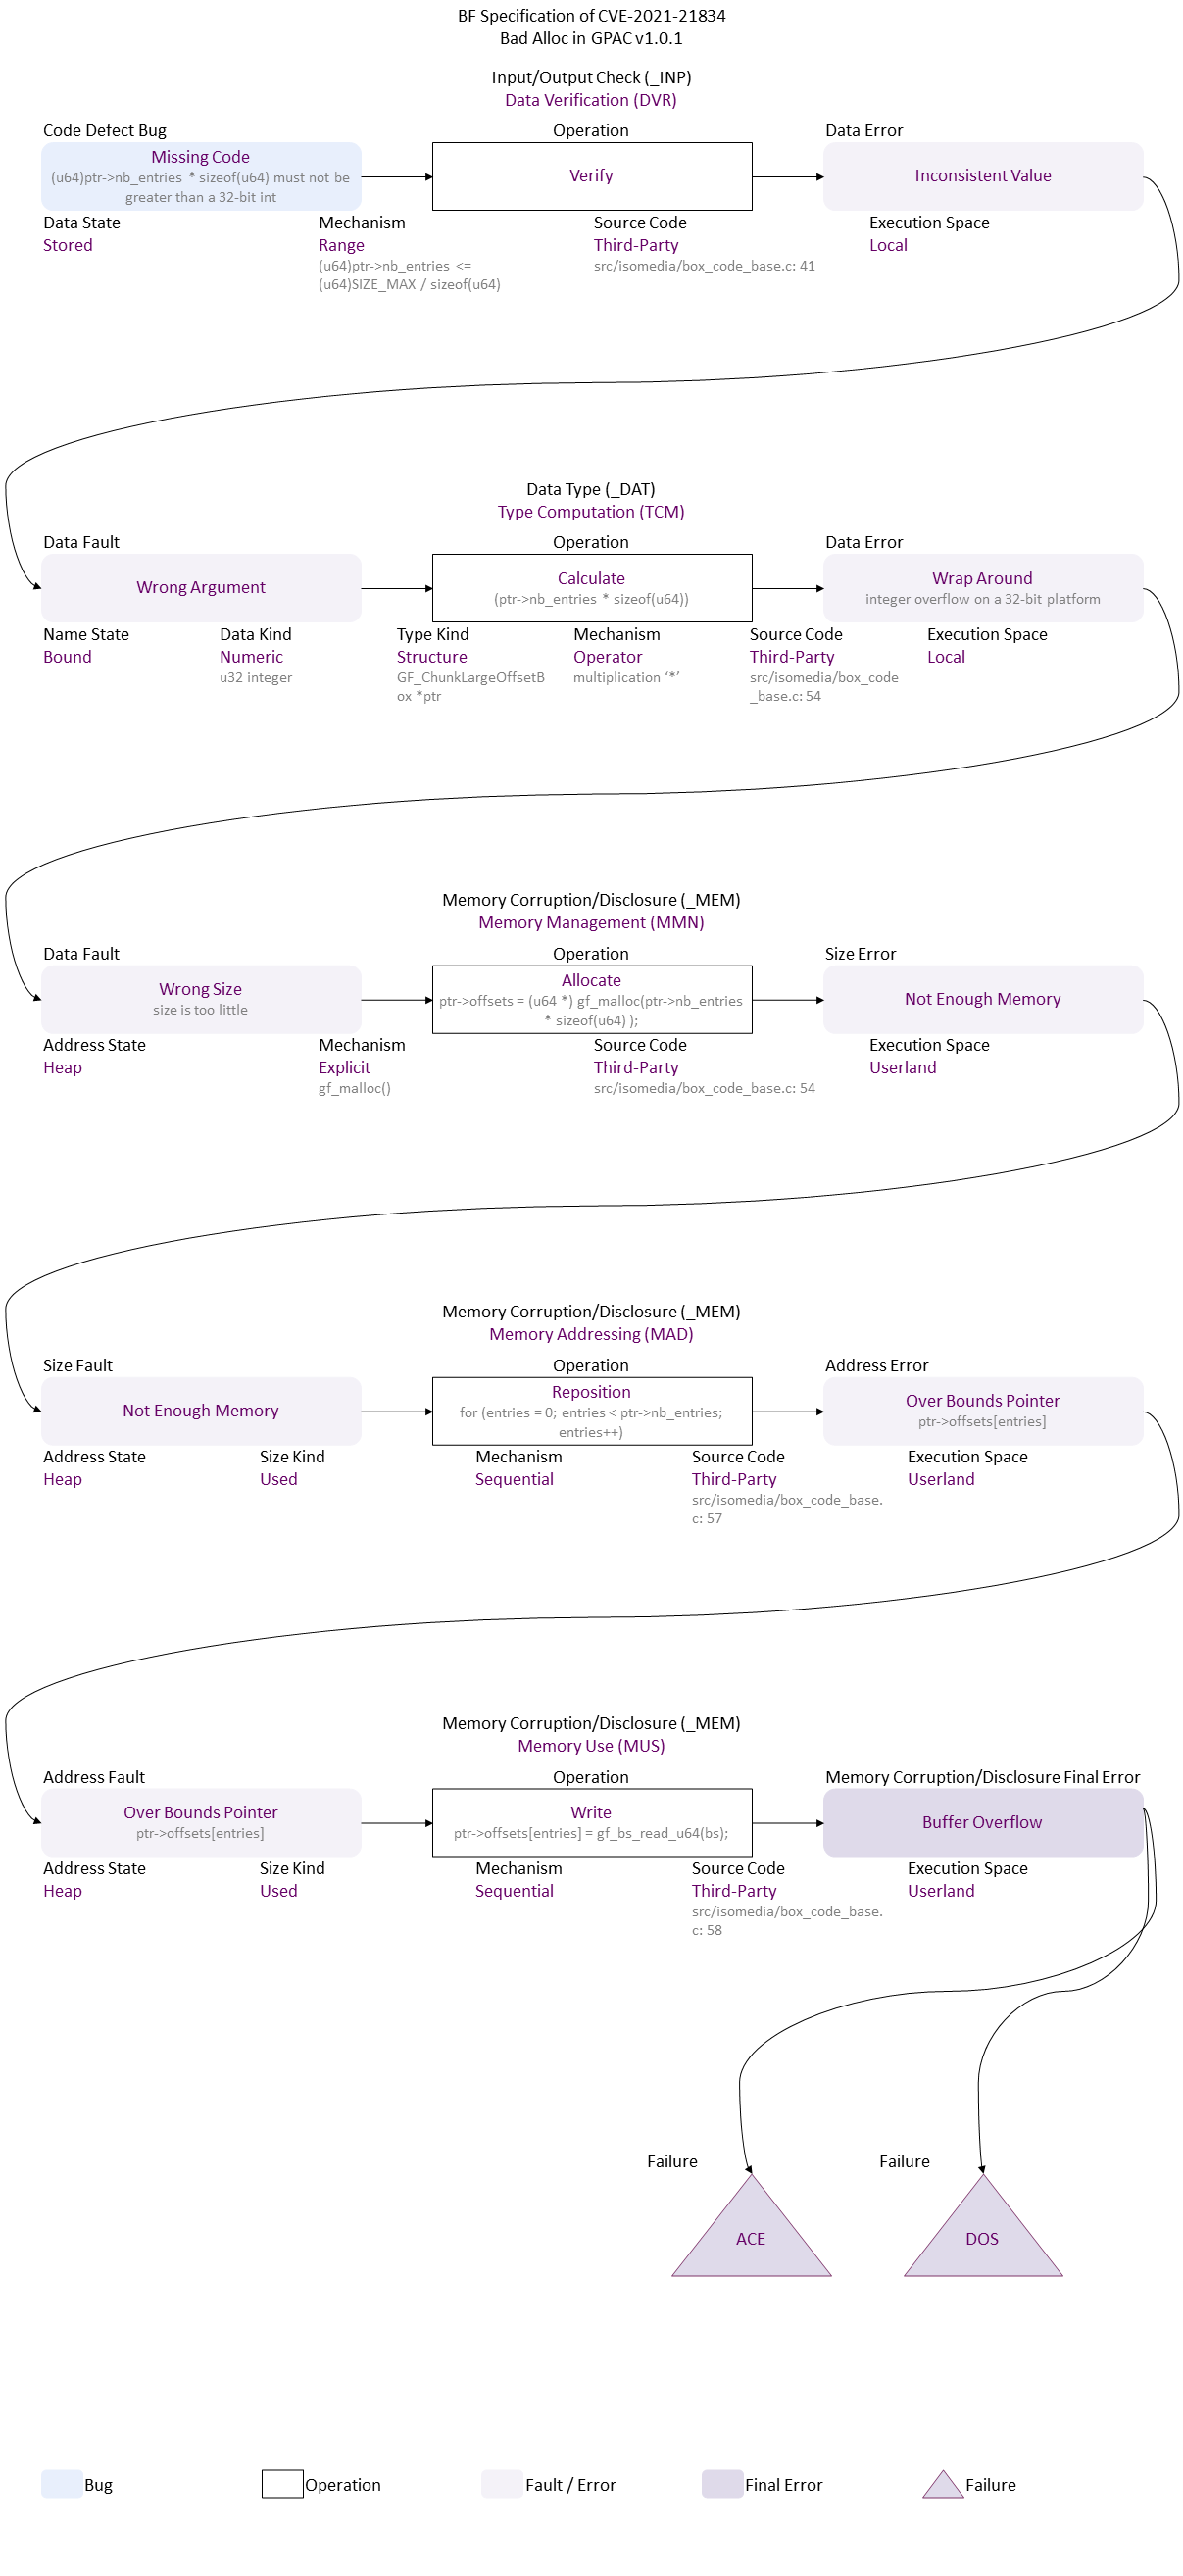 BF Specification of CVE-2021-21834
Bad Alloc in GPAC v1.0.1
Input/Output Check (_INP)
Data Verification (DVR)
Code Defect Bug
Operation
Data Error
Missing Code
(u64)ptr->nb_entries * sizeof(u64) must not be
greater than a 32-bit int
Verify
Inconsistent Value
Data State
Mechanism
Source Code
Execution Space
Stored
Range
Third-Party
Local
(u64)ptr->nb_entries <=
(u64)SIZE_MAX / sizeof(u64)
src/isomedia/box_code_base.c: 41
Data Type (_DAT)
Type Computation (TCM)
Data Fault
Operation
Data Error
Wrong Argument
Calculate
(ptr->nb_entries * sizeof(u64))
Wrap Around
integer overflow on a 32-bit platform
Name State
Data Kind
Type Kind
Mechanism
Source Code
Execution Space
Bound
Numeric
Structure
Operator
Third-Party
Local
u32 integer
GF_ChunkLargeOffsetB
ox *ptr
multiplication ‘*’
src/isomedia/box_code
_base.c: 54
Memory Corruption/Disclosure (_MEM)
Memory Management (MMN)
Data Fault
Operation
Size Error
Wrong Size
size is too little
Allocate
ptr->offsets = (u64 *) gf_malloc(ptr->nb_entries
* sizeof(u64) );
Not Enough Memory
Address State
Mechanism
Source Code
Execution Space
Heap
Explicit
Third-Party
Userland
gf_malloc()
src/isomedia/box_code_base.c: 54
Memory Corruption/Disclosure (_MEM)
Memory Addressing (MAD)
Size Fault
Operation
Address Error
Not Enough Memory
Reposition
for (entries = 0; entries < ptr->nb_entries;
entries++)
Over Bounds Pointer
ptr->offsets[entries]
Address State
Size Kind
Mechanism
Source Code
Execution Space
Heap
Used
Sequential
Third-Party
Userland
src/isomedia/box_code_base.
c: 57
Memory Corruption/Disclosure (_MEM)
Memory Use (MUS)
Address Fault
Operation
Memory Corruption/Disclosure Final Error
Over Bounds Pointer
ptr->offsets[entries]
Write
ptr->offsets[entries] = gf_bs_read_u64(bs);
Buffer Overflow
Address State
Size Kind
Mechanism
Source Code
Execution Space
Heap
Used
Sequential
Third-Party
Userland
src/isomedia/box_code_base.
c: 58
Failure
Failure
ACE
DOS
Bug
Operation
Fault / Error
Final Error
Failure